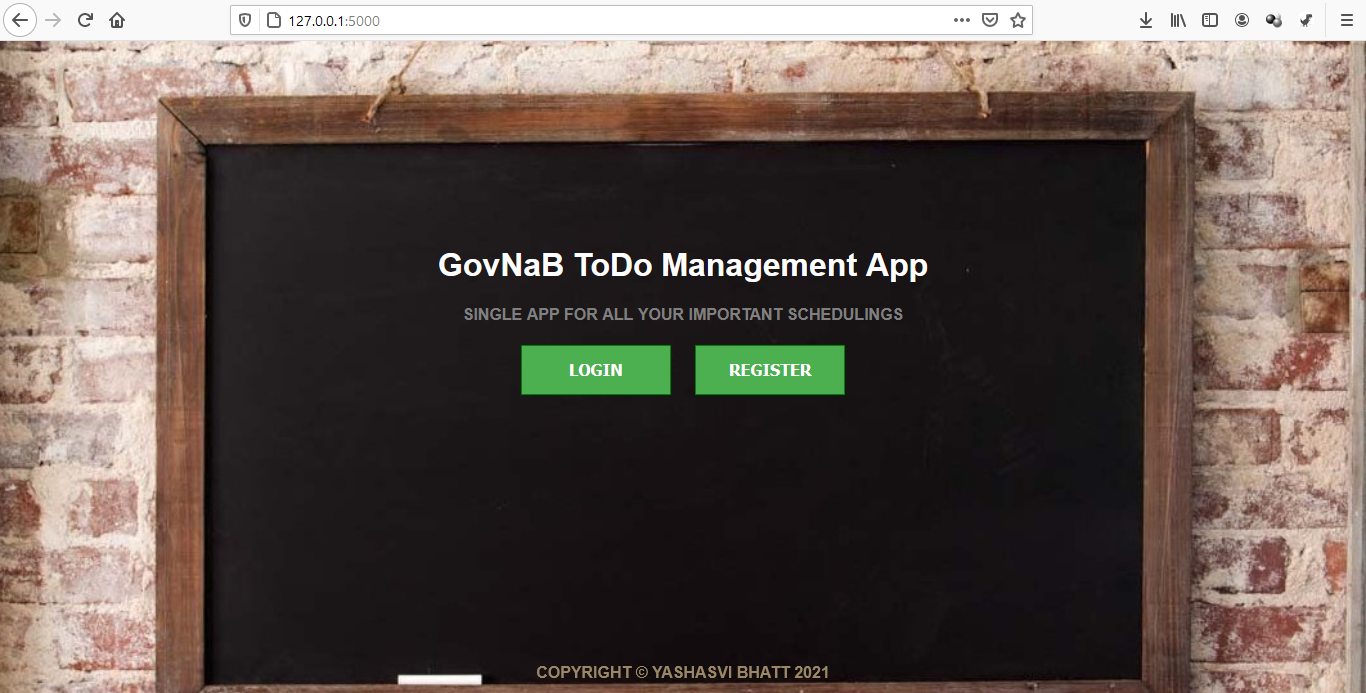 127.0.0.1:5000
GovNaB ToDo Management App
SINGLE APP FOR ALL YOUR IMPORTANT SCHEDULINGS
LOGIN REGISTER
COPYRIGHT © YASHASVI BHATT 2021